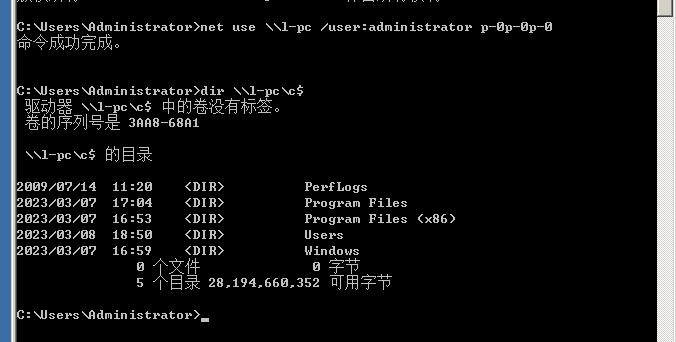 C:\Users\Administrator>net use \\l-pc /user:administrator p-0p-0p-0
命令成功完成。
C:\Users\Administrator>dir \\l-pc\c$
驱动器 \\l-pc\c$ 中的卷没有标签。
卷的序列号是 3AA8-68A1
\\l-pc\c$ 的目录
2009/07/14  11:20    <DIR>          PerfLogs
2023/03/07  17:04    <DIR>          Program Files
2023/03/07  16:53    <DIR>          Program Files (x86)
2023/03/08  18:50    <DIR>          Users
2023/03/07  16:59    <DIR>          Windows
0 个文件              0 字节
5 个目录 28,194,660,352 可用字节
C:\Users\Administrator>